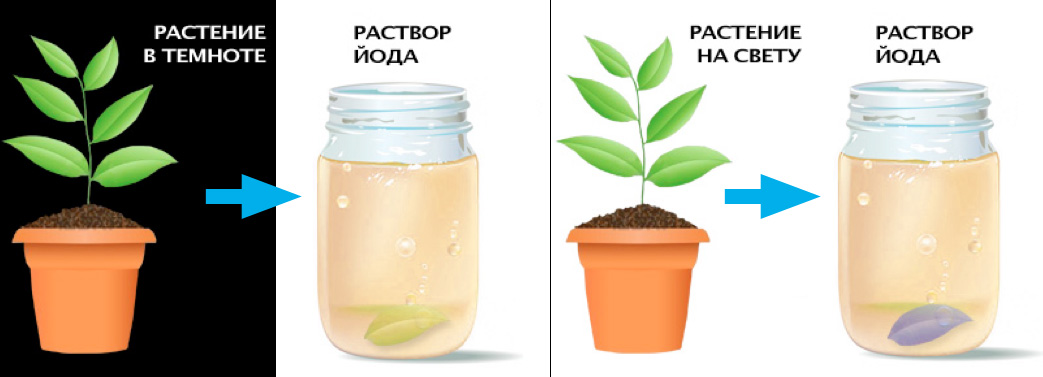 РАСТЕНИЕ
В ТЕМНОТЕ
РАСТВОР
ЙОДА
РАСТЕНИЕ
НА СВЕТУ
РАСТВОР
ЙОДА